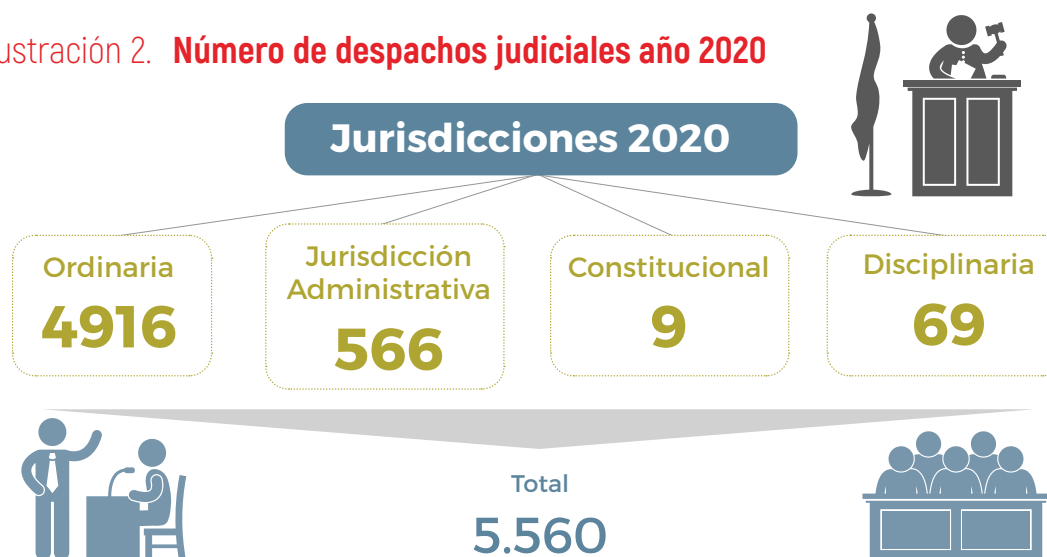 ustración 2. Número de despachos judiciales año 2020
Jurisdicciones 2020
Ordinaria
4916
Jurisdicción
Administrativa
566
Constitucional
9
Disciplinaria
69
Total
5.560